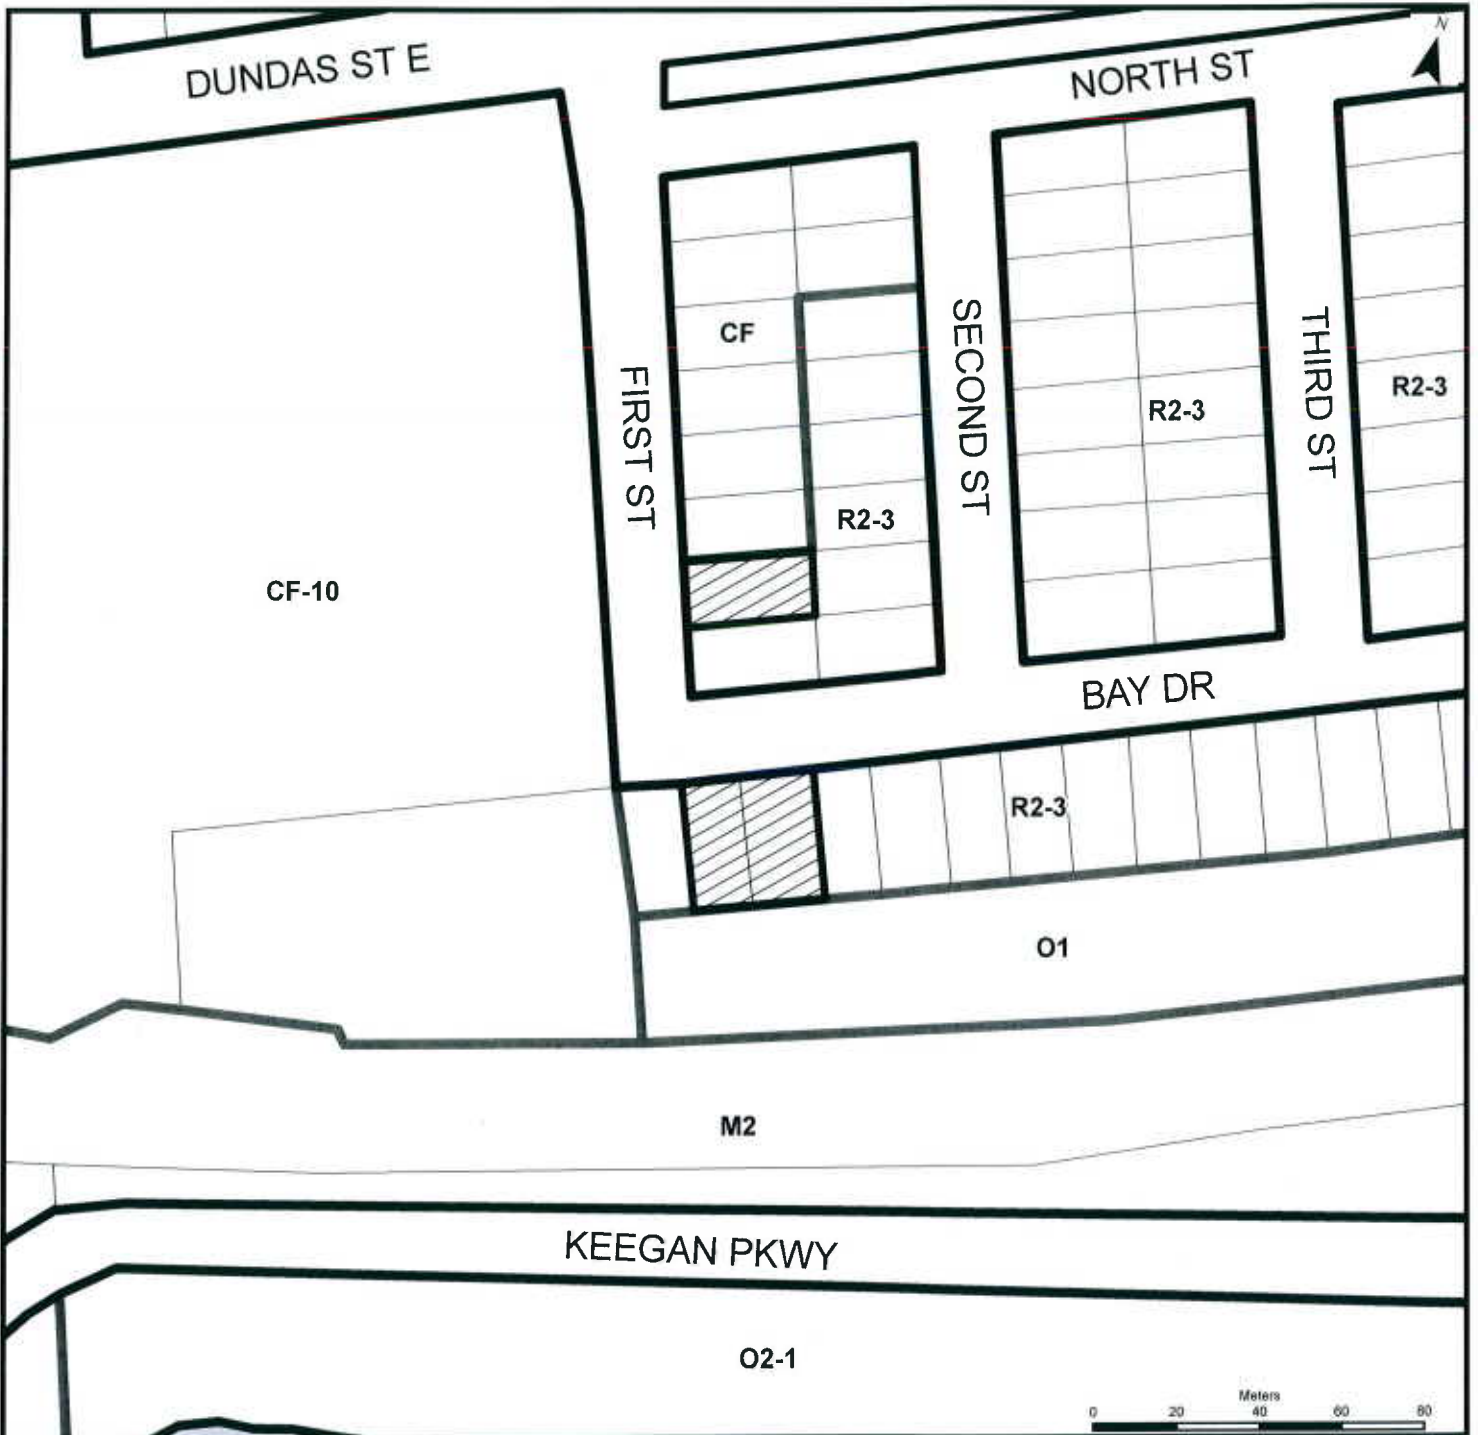 N
DUNDAS ST E
NORTH ST
CF
SECOND ST
THIRD ST
FIRST ST
R2-3
R2-3
R2-3
CF-10
BAY DR
R2-3
O1
M2
KEEGAN PKWY
O2-1
Meters
0 20 40 60 80